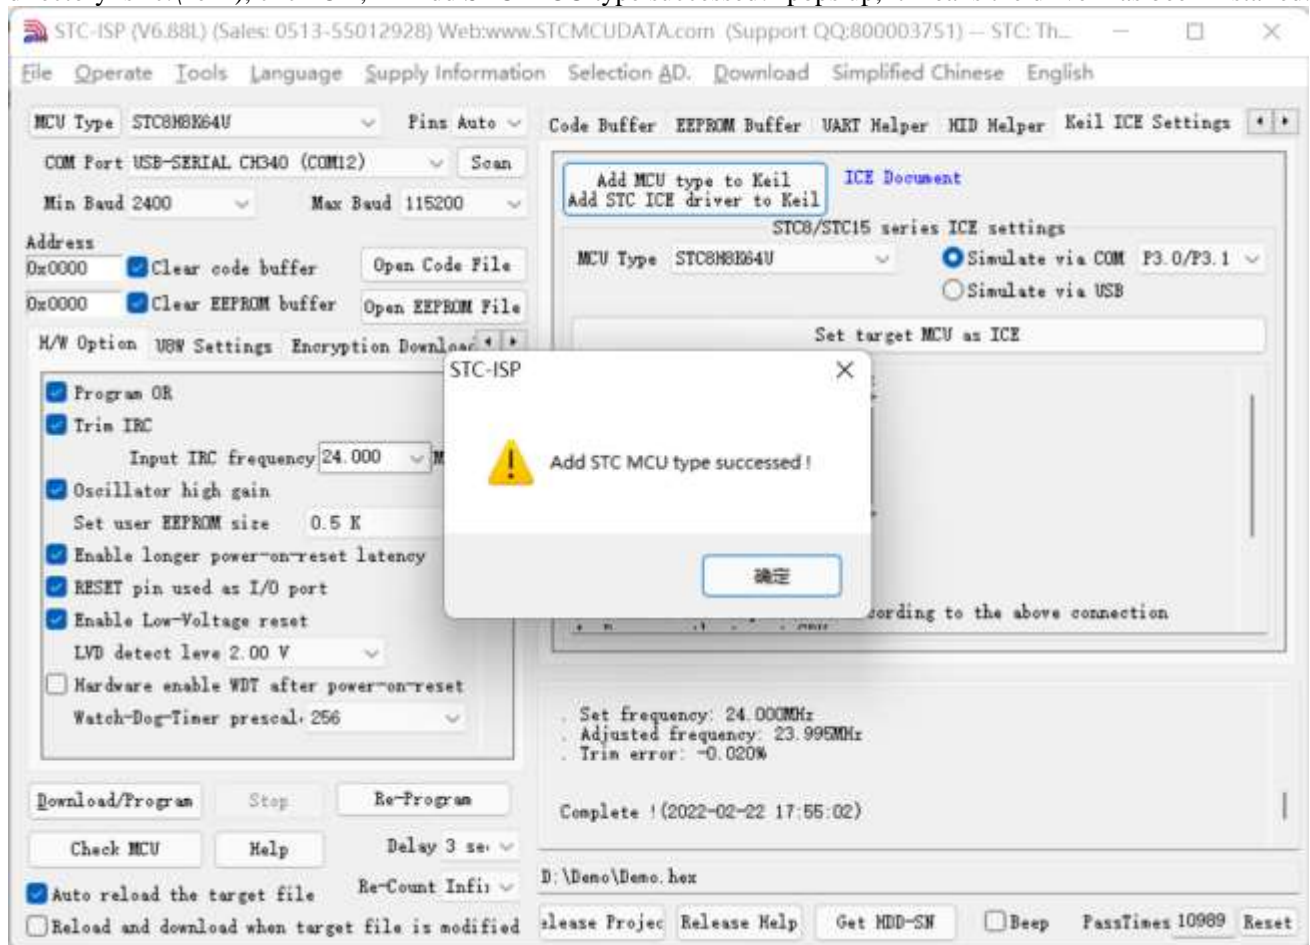 STC-ISP (V6.88L) (Sales: 0513-55012928) Web:www.STCMCUDATA.com (Support QQ:800003751) -- STC: Th...
File Operate Tools Language Supply Information Selection AD. Download Simplified Chinese English
MCU Type STC8H8K64U Pins Auto
COM Port USB-SERIAL CH340 (COM12) Scan
Min Baud 2400 Max Baud 115200
Address
0x0000 Clear code buffer Open Code File
0x0000 Clear EEPROM buffer Open EEPROM File
H/W Option U8W Settings Encryption
Program OR
Trim IRC
Input IRC frequency 24.000 M
Oscillator high gain
Set user EEPROM size 0.5 K
Enable longer power-on-reset latency
RESET pin used as I/O port
Enable Low-Voltage reset
LVD detect leve 2.00 V
Hardware enable WDT after power-on-reset
Watch-Dog-Timer prescal 256
Download/Program Stop Re-Program
Check MCU Help Delay 3 se
Auto reload the target file Re-Count Infi
Reload and downld when target file is modified
Code Buffer EEPROM Buffer UART Helper HID Helper Keil ICE Settings
Add MCU type to Keil
Add STC ICE driver to Keil
ICE Document
STC8/STC15 series ICE settings
MCU Type STC8H8K64U Simulate via COM P3.0/P3.1
Simulate via USB
Set target MCU as ICE
STC-ISP
Add STC MCU type successed !
确定
ording to the above connection
. Set frequency: 24.000MHz
. Adjusted frequency: 23.995MHz
. Trim error: -0.020%
Complete !(2022-02-22 17:55:02)
D:\Demo\Demo.hex
elease Projec Release Help Get HDD-SN Beep PassTimes 10989 Reset